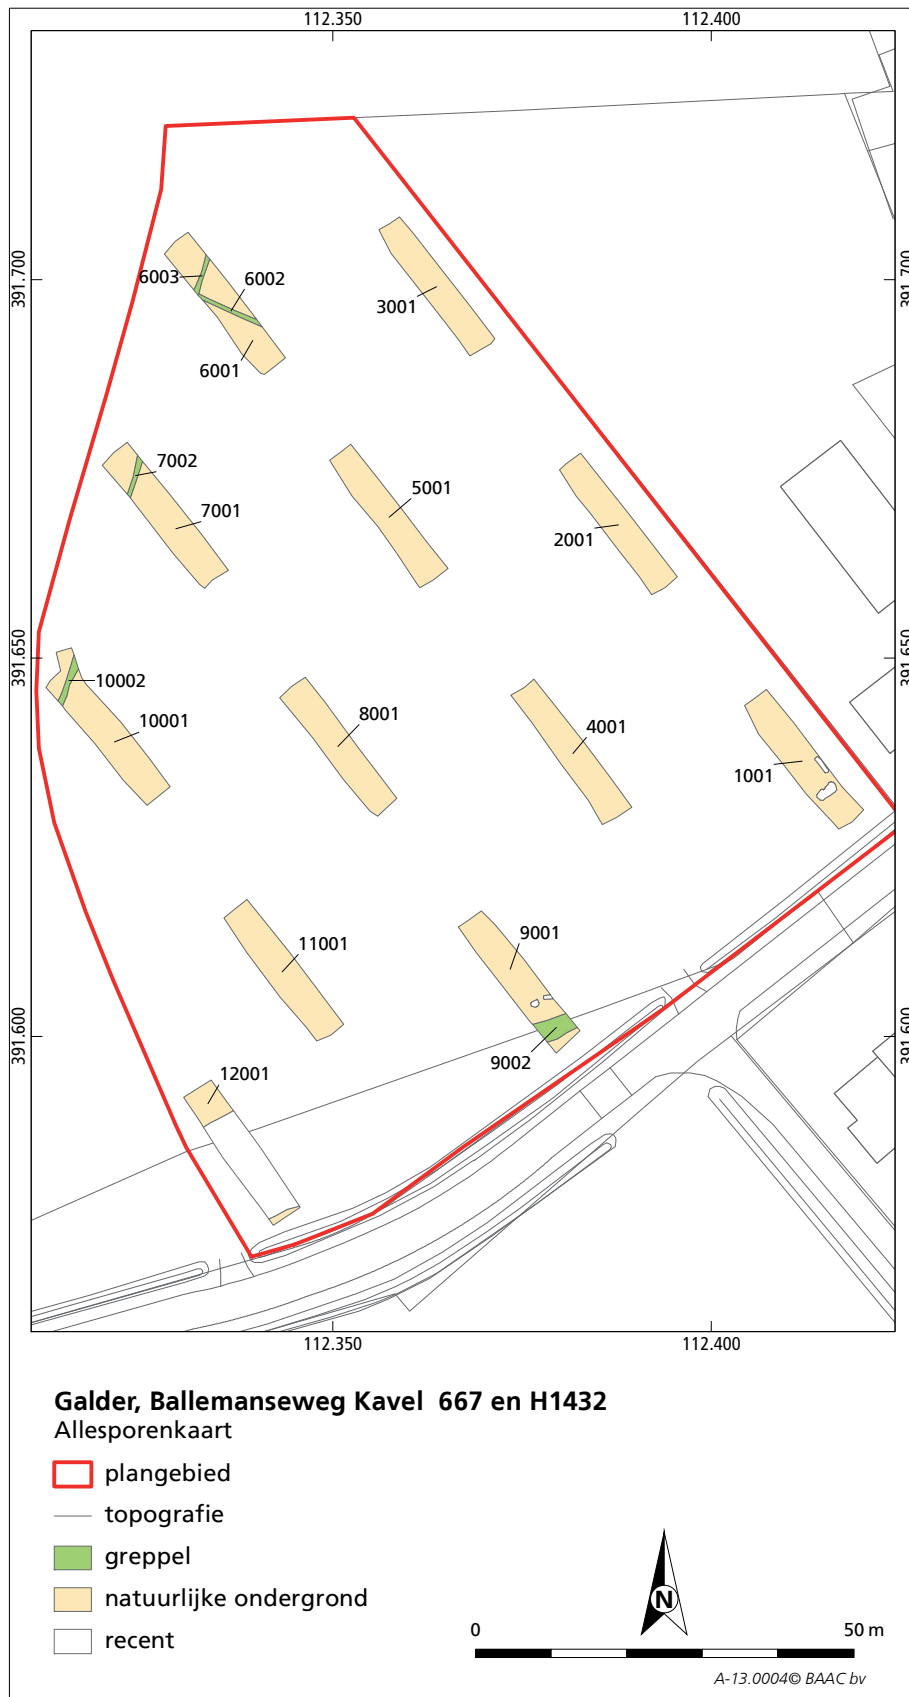 112.350 112.400
391.700 391.700
6003 6002
3001
6001
7002
5001
7001
2001
391.650 391.650
10002
10001 8001 4001
1001
11001 9001
391.600 391.600
9002
12001
112.350 112.400
Galder, Ballemanseweg Kavel 667 en H1432
Allesporenkaart
plangebied
topografie
greppel
natuurlijke ondergrond
recent
N
0 50 m
A-13.0004© BAAC bv